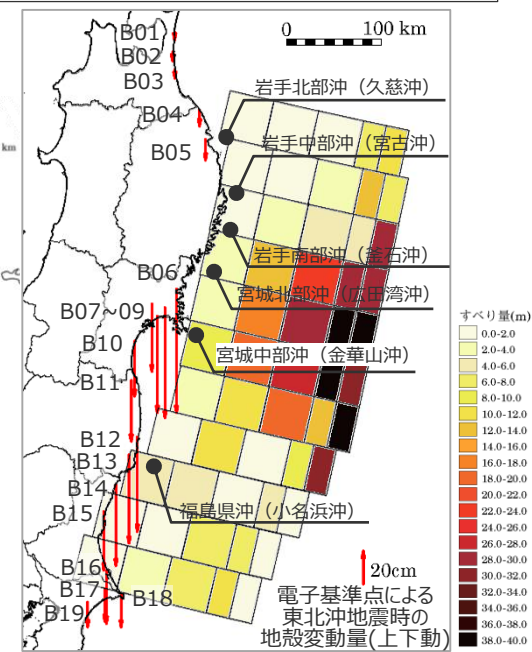 B01
B02
B03
B04
B05
B06
B07~09
B10
B11
B12
B13
B14
B15
B16
B17
B18
B19
0 100 km
km
岩手北部沖（久慈沖）
岩手中部沖（宮古沖）
岩手南部沖（釜石沖）
宮城北部沖（広田湾沖）
宮城中部沖（金華山沖）
福島県沖（小名浜沖）
すべり量(m)
0.0-2.0
2.0-4.0
4.0-6.0
6.0-8.0
8.0-10.0
10.0-12.0
12.0-14.0
14.0-16.0
16.0-18.0
18.0-20.0
20.0-22.0
22.0-24.0
24.0-26.0
26.0-28.0
28.0-30.0
30.0-32.0
32.0-34.0
34.0-36.0
36.0-38.0
38.0-40.0
20cm
電子基準点による
東北沖地震時の
地殻変動量(上下動)